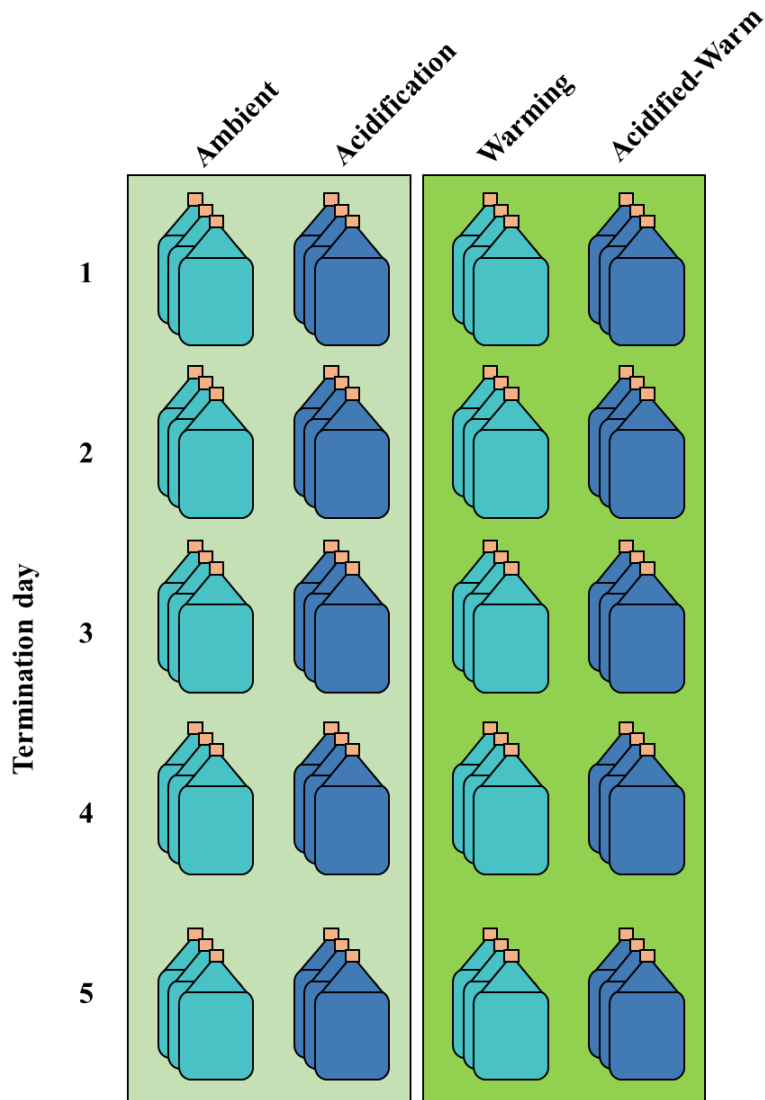 Ambient
Acidification
Warming
Acidified-Warm
Termination day
1
2
3
4
5